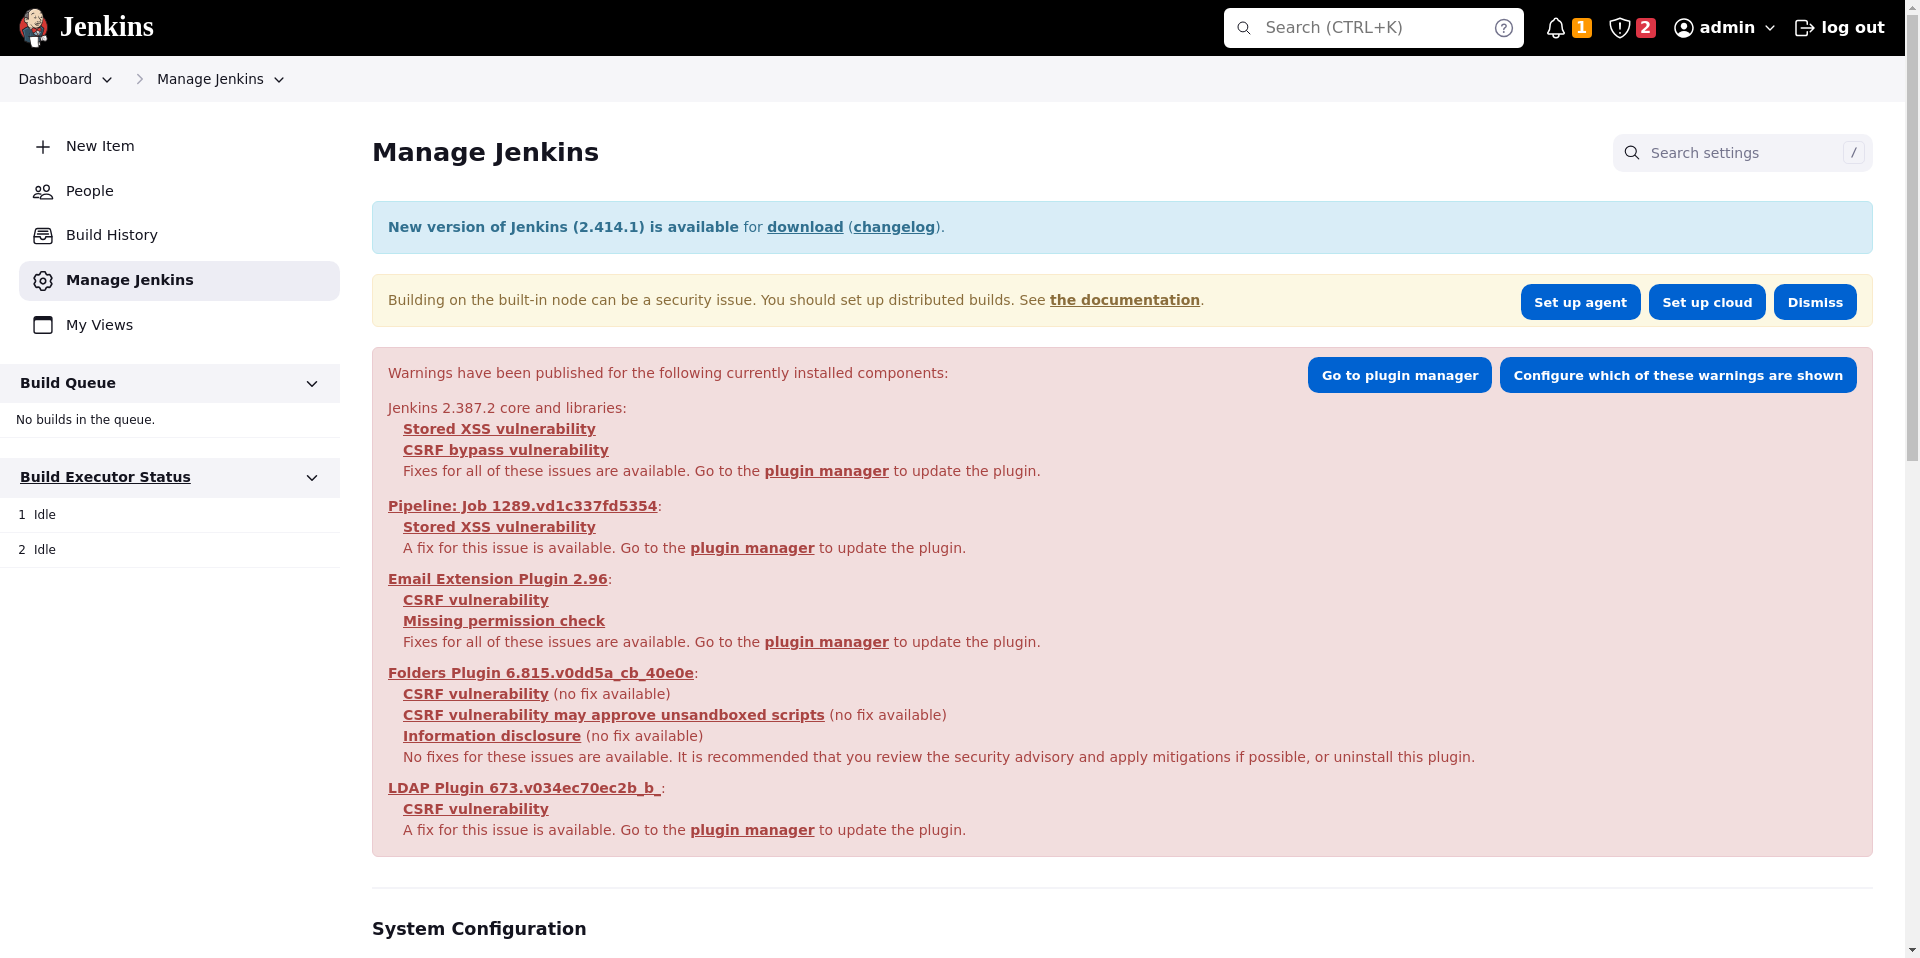 Jenkins
Search (CTRL+K)
?
1
2
admin
log out
Dashboard
Manage Jenkins
New Item
People
Build History
Manage Jenkins
My Views
Build Queue
No builds in the queue.
Build Executor Status
1 Idle
2 Idle
Manage Jenkins
Search settings
/
New version of Jenkins (2.414.1) is available for download (changelog).
Building on the built-in node can be a security issue. You should set up distributed builds. See the documentation.
Set up agent
Set up cloud
Dismiss
Warnings have been published for the following currently installed components:
Go to plugin manager
Configure which of these warnings are shown
Jenkins 2.387.2 core and libraries:
Stored XSS vulnerability
CSRF bypass vulnerability
Fixes for all of these issues are available. Go to the plugin manager to update the plugin.
Pipeline: Job 1289.vd1c337fd5354:
Stored XSS vulnerability
A fix for this issue is available. Go to the plugin manager to update the plugin.
Email Extension Plugin 2.96:
CSRF vulnerability
Missing permission check
Fixes for all of these issues are available. Go to the plugin manager to update the plugin.
Folders Plugin 6.815.v0dd5a_cb_40e0e:
CSRF vulnerability (no fix available)
CSRF vulnerability may approve unsandboxed scripts (no fix available)
Information disclosure (no fix available)
No fixes for these issues are available. It is recommended that you review the security advisory and apply mitigations if possible, or uninstall this plugin.
LDAP Plugin 673.v034ec70ec2b_b_:
CSRF vulnerability
A fix for this issue is available. Go to the plugin manager to update the plugin.
System Configuration